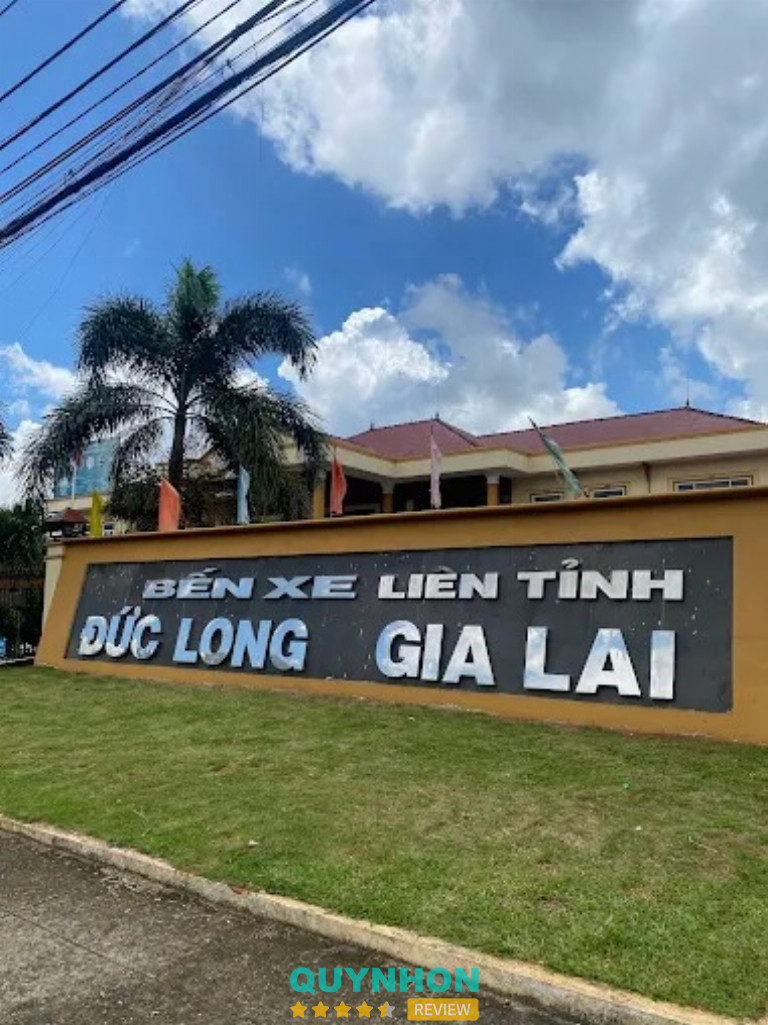 BẾN XE LIÊN TỈNH
ĐỨC LONG GIA LAI
QUYNHON
REVIEW